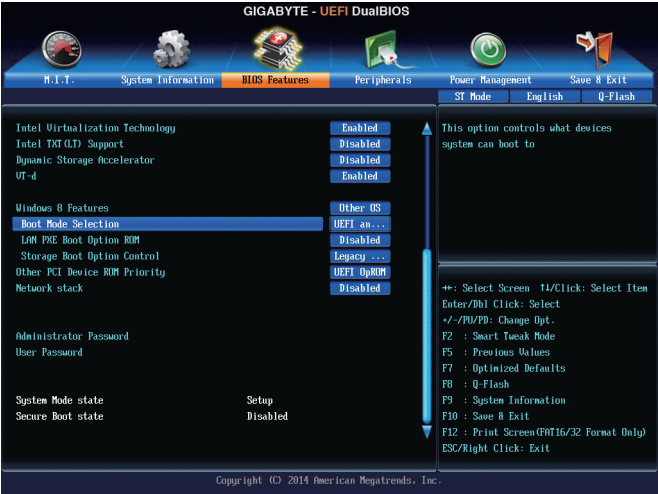 GIGABYTE - UEFI DualBIOS
M.I.T. System Information BIOS Features Peripherals Power Management Save & Exit
ST Mode English Q-Flash
Intel Virtualization Technology Enabled
Intel TXT(LT) Support Disabled
Dynamic Storage Accelerator Disabled
VT-d Enabled
Windows 8 Features Other OS
Boot Mode Selection UEFI an...
LAN PXE Boot Option ROM Disabled
Storage Boot Option Control Legacy ...
Other PCI Device ROM Priority UEFI OpROM
Network stack Disabled
Administrator Password
User Password
System Mode state Setup
Secure Boot state Disabled
This option controls what devices
system can boot to
→←: Select Screen ↑↓/Click: Select Item
Enter/Dbl Click: Select
+/-/PU/PD: Change Opt.
F2 : Smart Tweak Mode
F5 : Previous Values
F7 : Optimized Defaults
F8 : Q-Flash
F9 : System Information
F10 : Save & Exit
F12 : Print Screen(FAT16/32 Format Only)
ESC/Right Click: Exit
Copyright (C) 2014 American Megatrends, Inc.